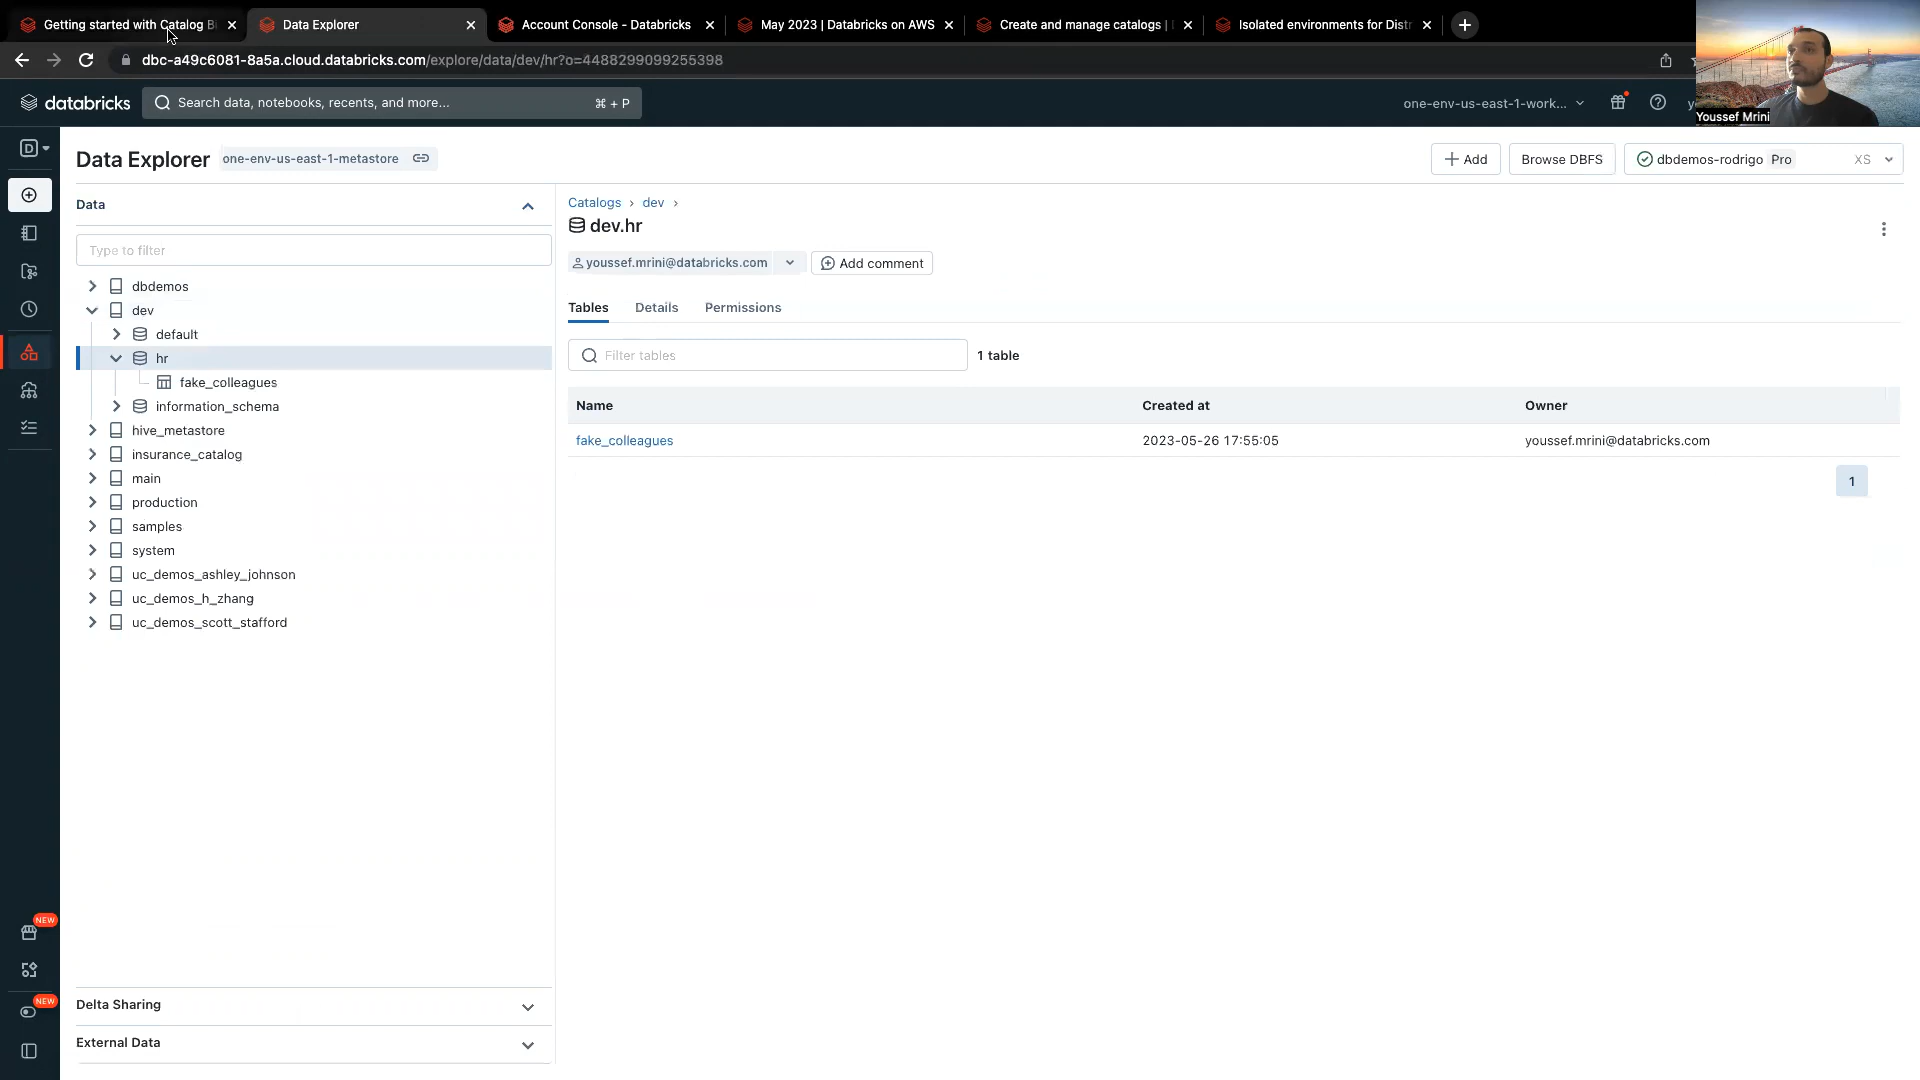 Getting started with Catalog B
Data Explorer
Account Console - Databricks
May 2023 | Databricks on AWS
Create and manage catalogs |
Isolated environments for Distr
dbc-a49c6081-8a5a.cloud.databricks.com/explore/data/dev/hr?o=4488299099255398
databricks
Search data, notebooks, recents, and more...
⌘ + P
one-env-us-east-1-work...
Youssef Mrini
D
Data Explorer
one-env-us-east-1-metastore
Add
Browse DBFS
dbdemos-rodrigo Pro XS
Data
Type to filter
dbdemos
dev
default
hr
fake_colleagues
information_schema
hive_metastore
insurance_catalog
main
production
samples
system
uc_demos_ashley_johnson
uc_demos_h_zhang
uc_demos_scott_stafford
Delta Sharing
External Data
NEW
NEW
Catalogs › dev ›
dev.hr
youssef.mrini@databricks.com
Add comment
Tables Details Permissions
Filter tables
1 table
Name Created at Owner
fake_colleagues 2023-05-26 17:55:05 youssef.mrini@databricks.com
1